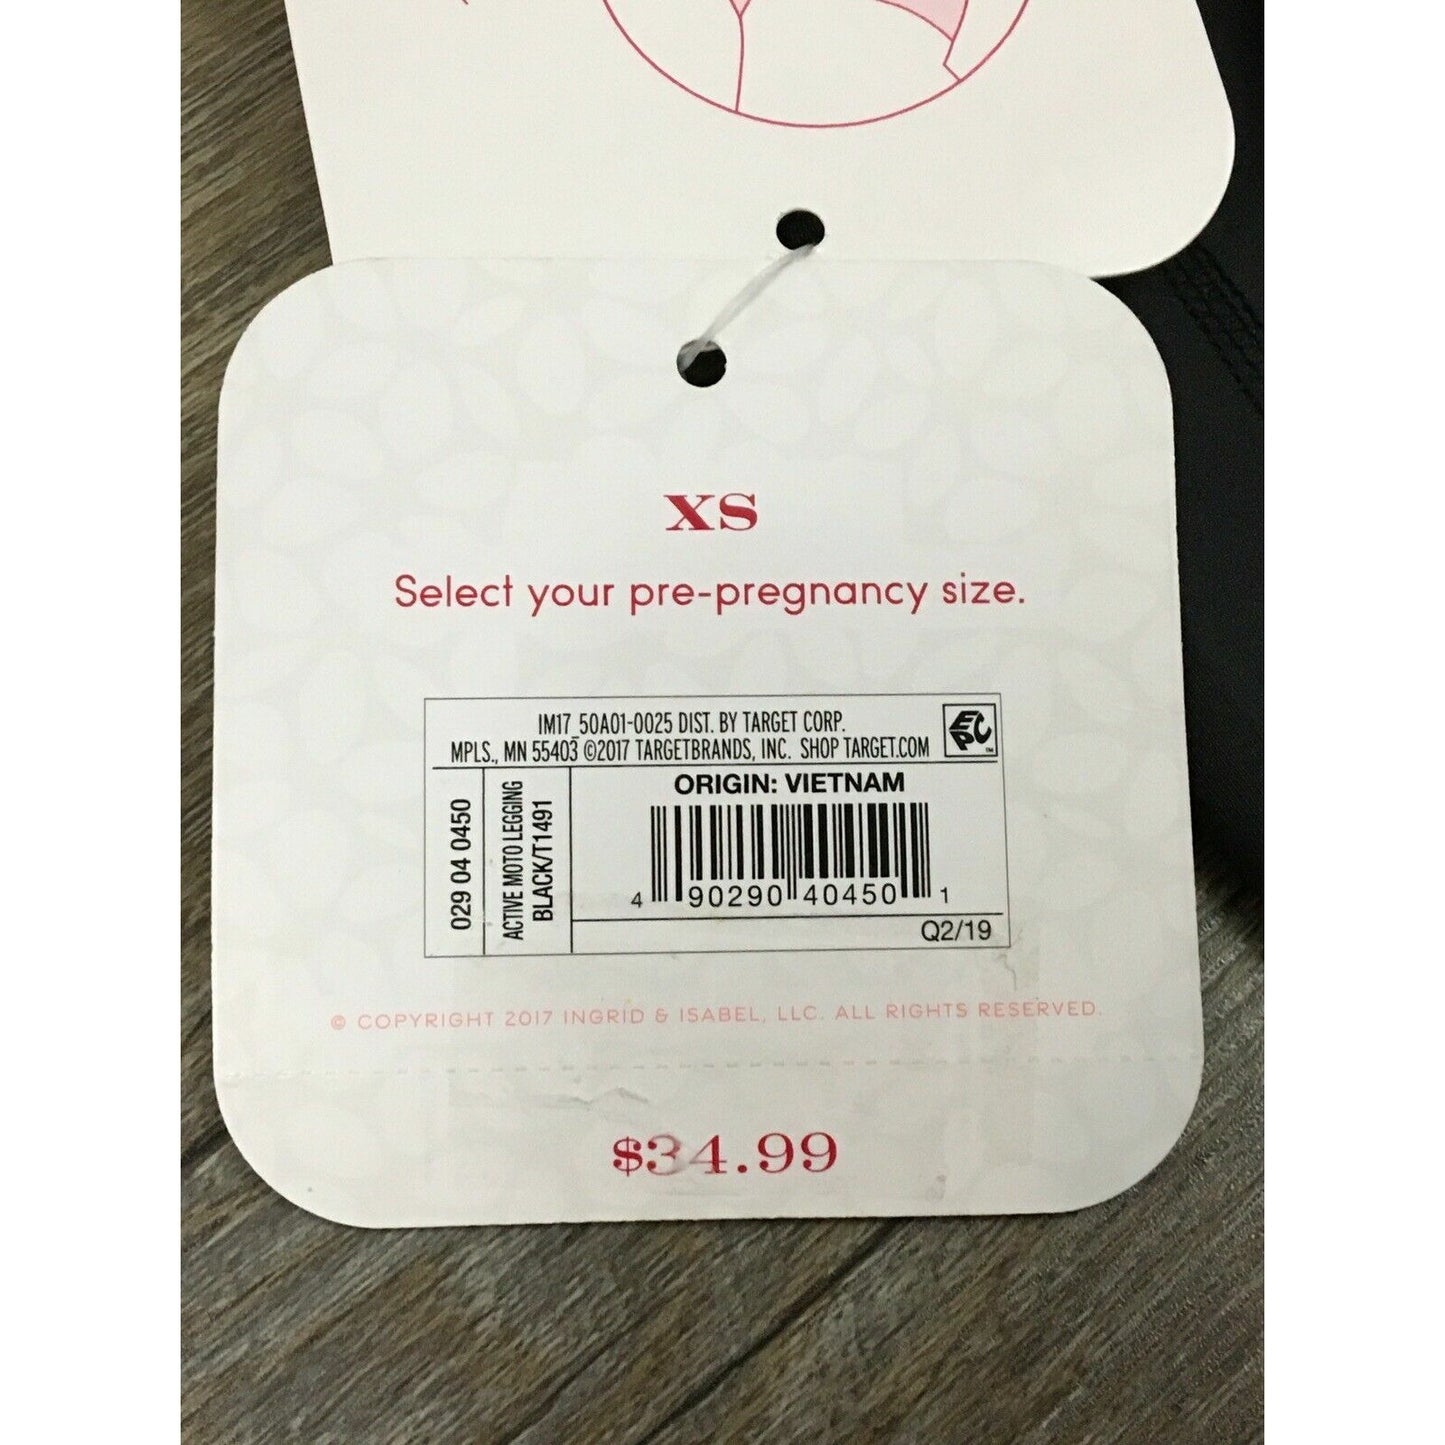 XS
Select your pre-pregnancy size.
IM17_50A01-0025 DIST. BY TARGET CORP.
MPLS., MN 55403 ©2017 TARGETBRANDS, INC. SHOP TARGET.COM
EPC™
029 04 0450
ACTIVE MOTO LEGGING
BLACK/T1491
ORIGIN: VIETNAM
4 90290 40450 1
Q2/19
© COPYRIGHT 2017 INGRID & ISABEL, LLC. ALL RIGHTS RESERVED.
$34.99